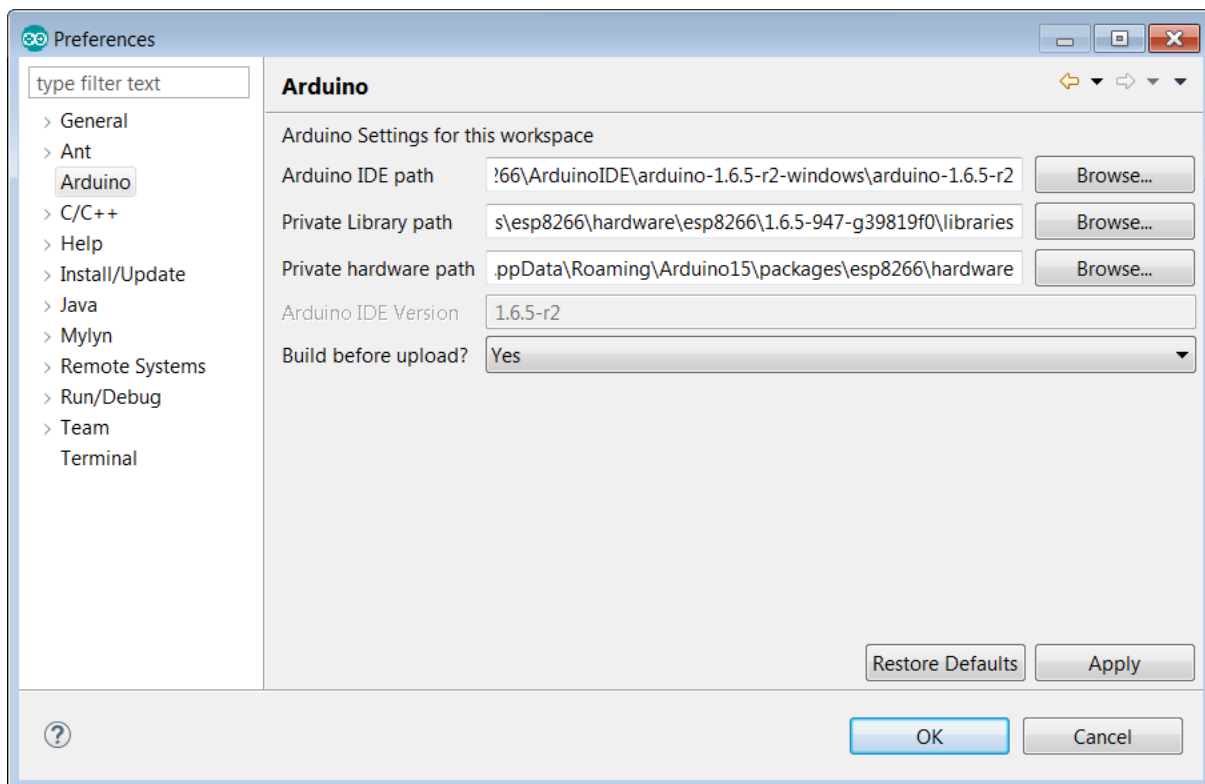 Preferences
type filter text
General
Ant
Arduino
C/C++
Help
Install/Update
Java
Mylyn
Remote Systems
Run/Debug
Team
Terminal
Arduino
Arduino Settings for this workspace
Arduino IDE path ?66\ArduinoIDE\arduino-1.6.5-r2-windows\arduino-1.6.5-r2 Browse...
Private Library path s\esp8266\hardware\esp8266\1.6.5-947-g39819f0\libraries Browse...
Private hardware path .ppData\Roaming\Arduino15\packages\esp8266\hardware Browse...
Arduino IDE Version 1.6.5-r2
Build before upload? Yes
Restore Defaults Apply
? OK Cancel